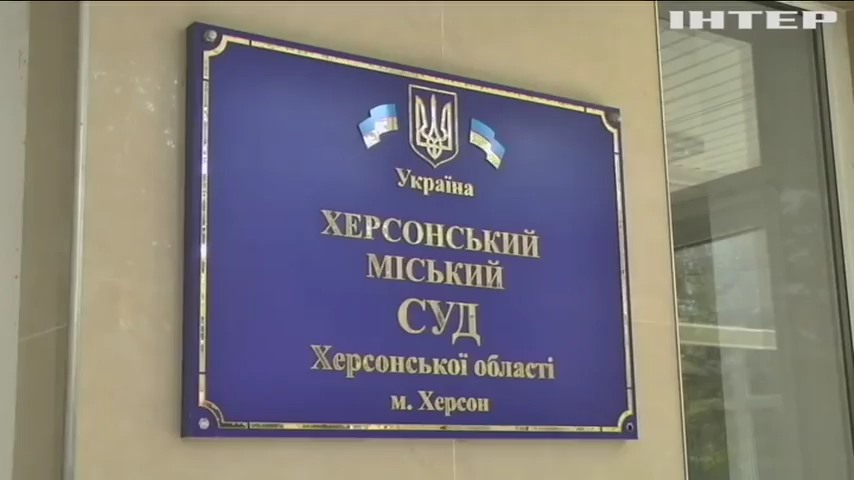 ІНТЕР
Україна
ХЕРСОНСЬКИЙ
МІСЬКИЙ
СУД
Херсонської області
м. Херсон